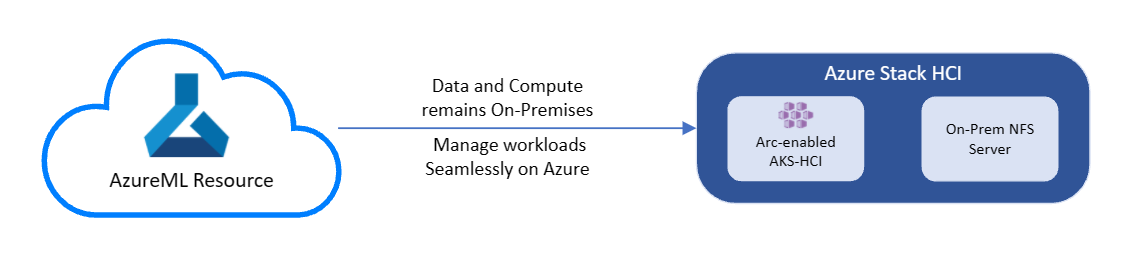 AzureML Resource
Data and Compute
remains On-Premises
Manage workloads
Seamlessly on Azure
Azure Stack HCI
Arc-enabled
AKS-HCI
On-Prem NFS
Server